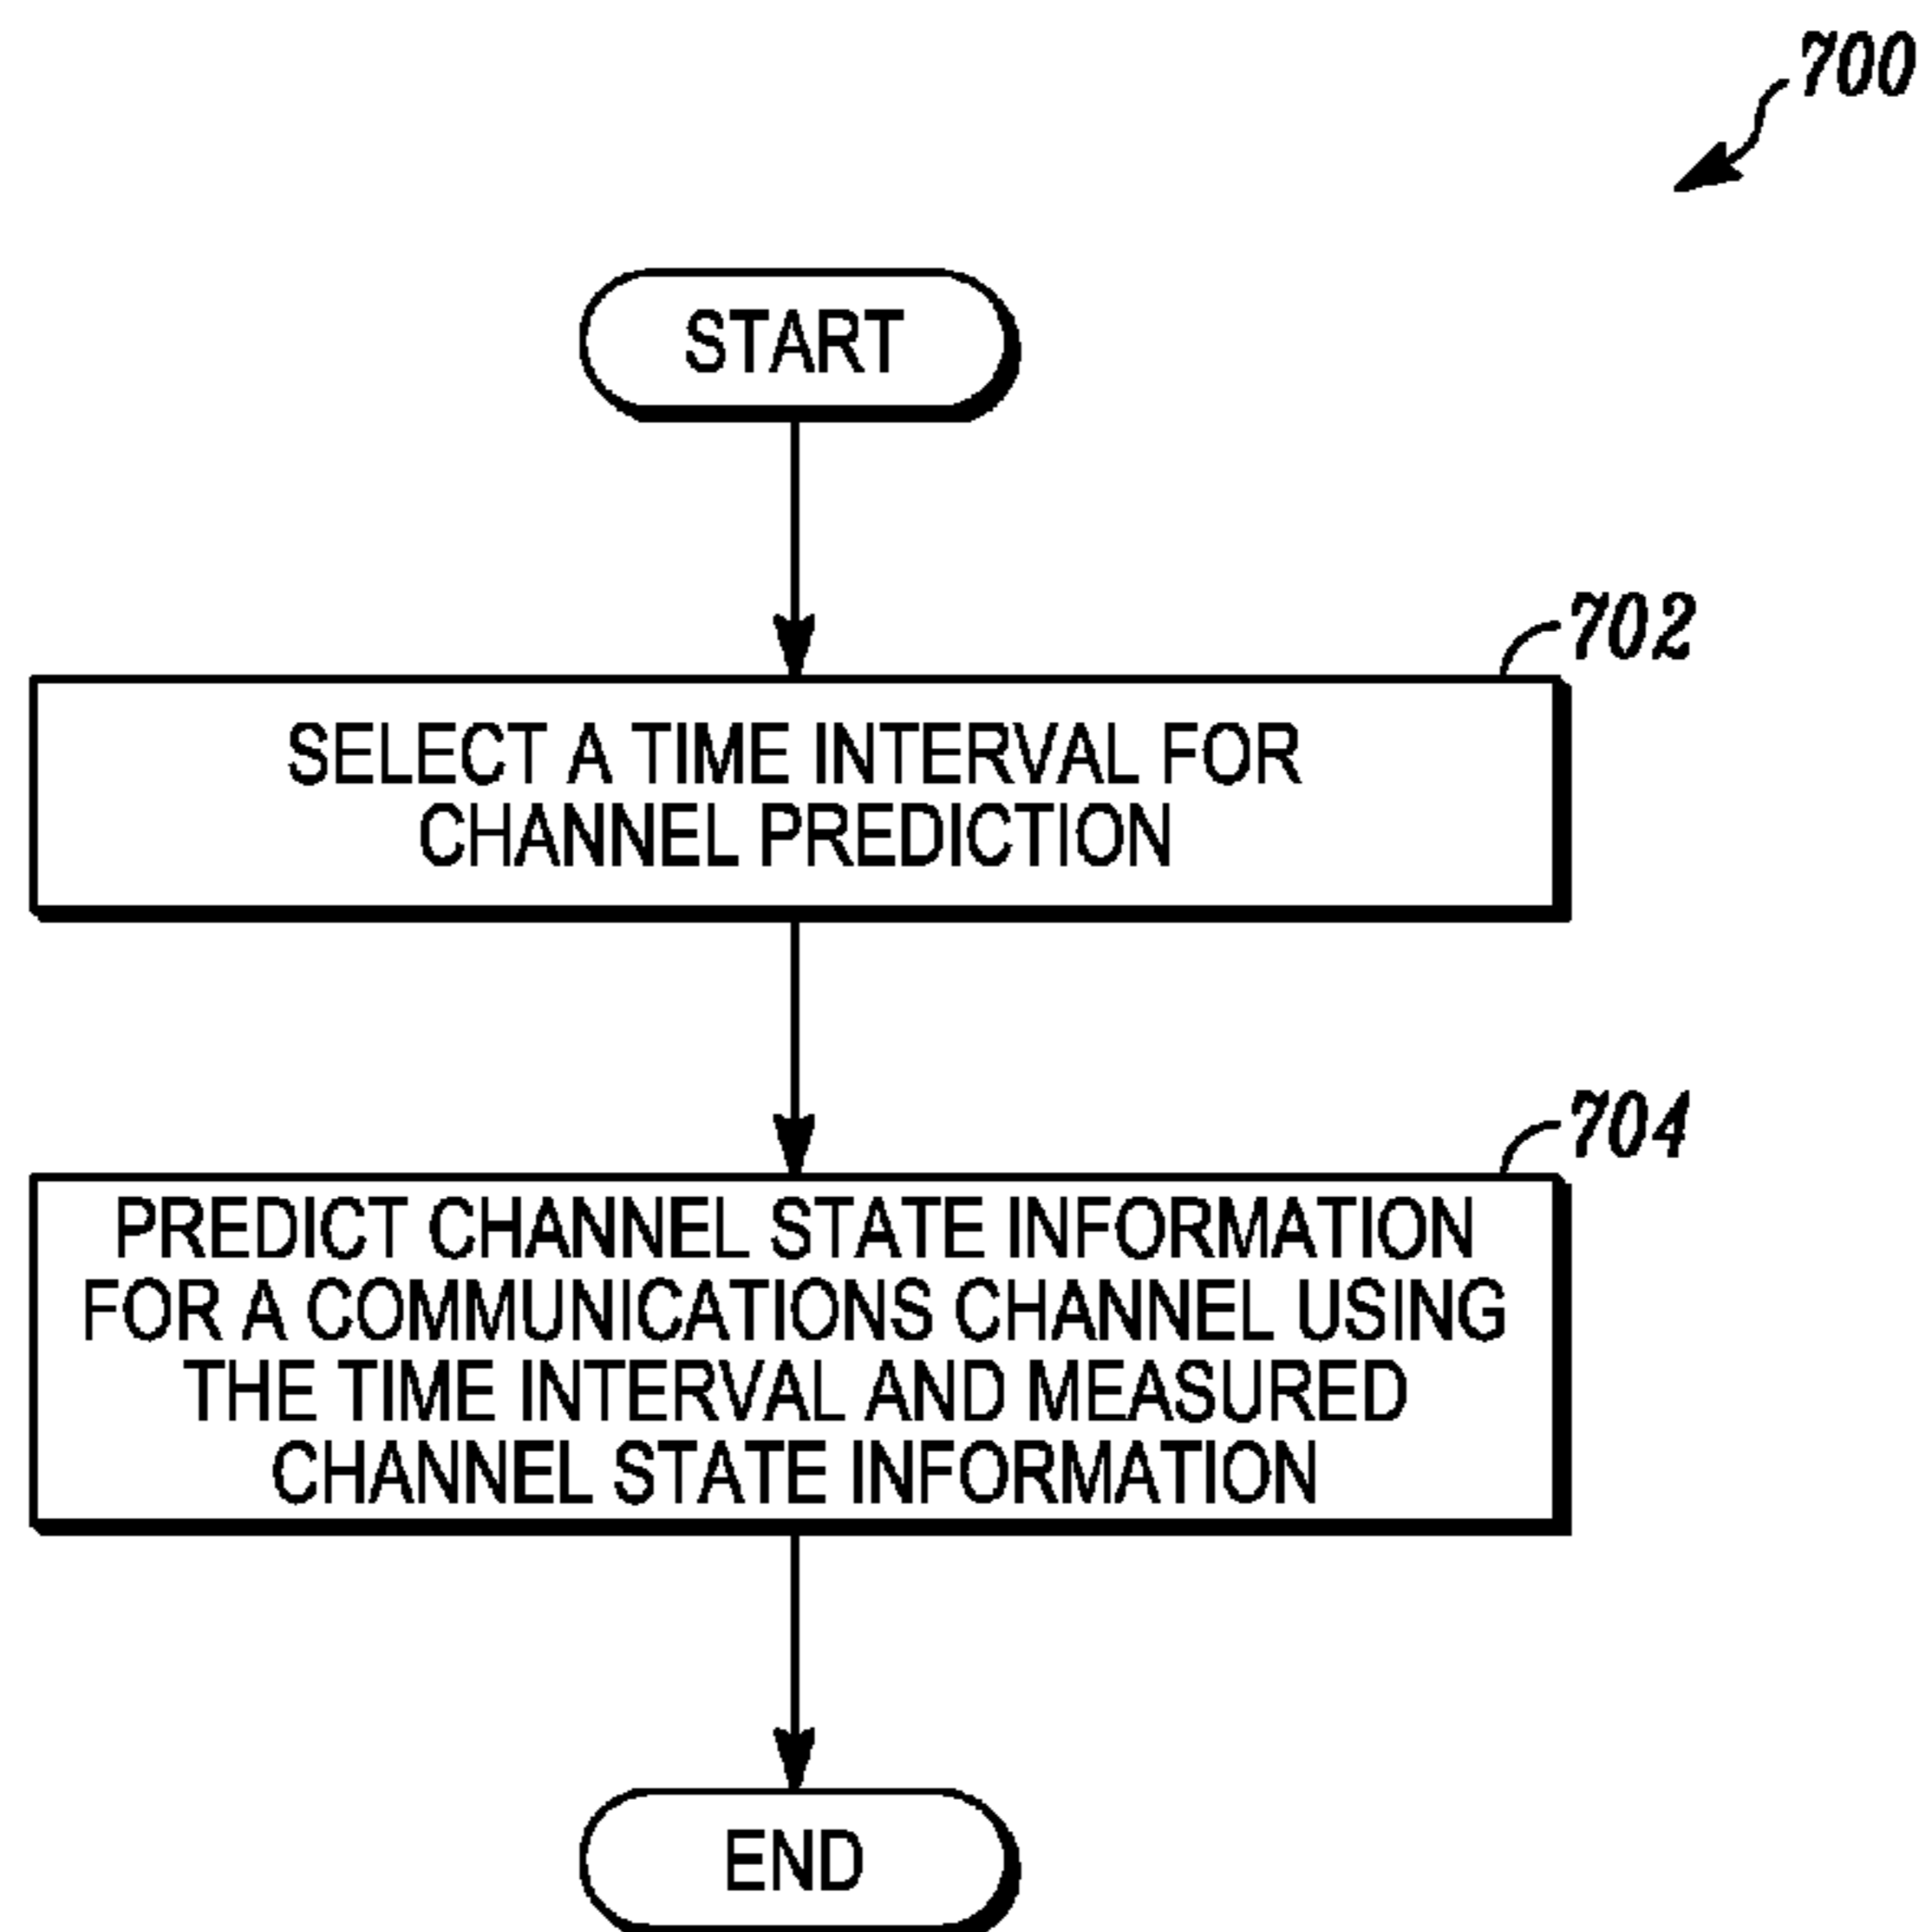 700
START
702
SELECT A TIME INTERVAL FOR
CHANNEL PREDICTION
704
PREDICT CHANNEL STATE INFORMATION
FOR A COMMUNICATIONS CHANNEL USING
THE TIME INTERVAL AND MEASURED
CHANNEL STATE INFORMATION
END